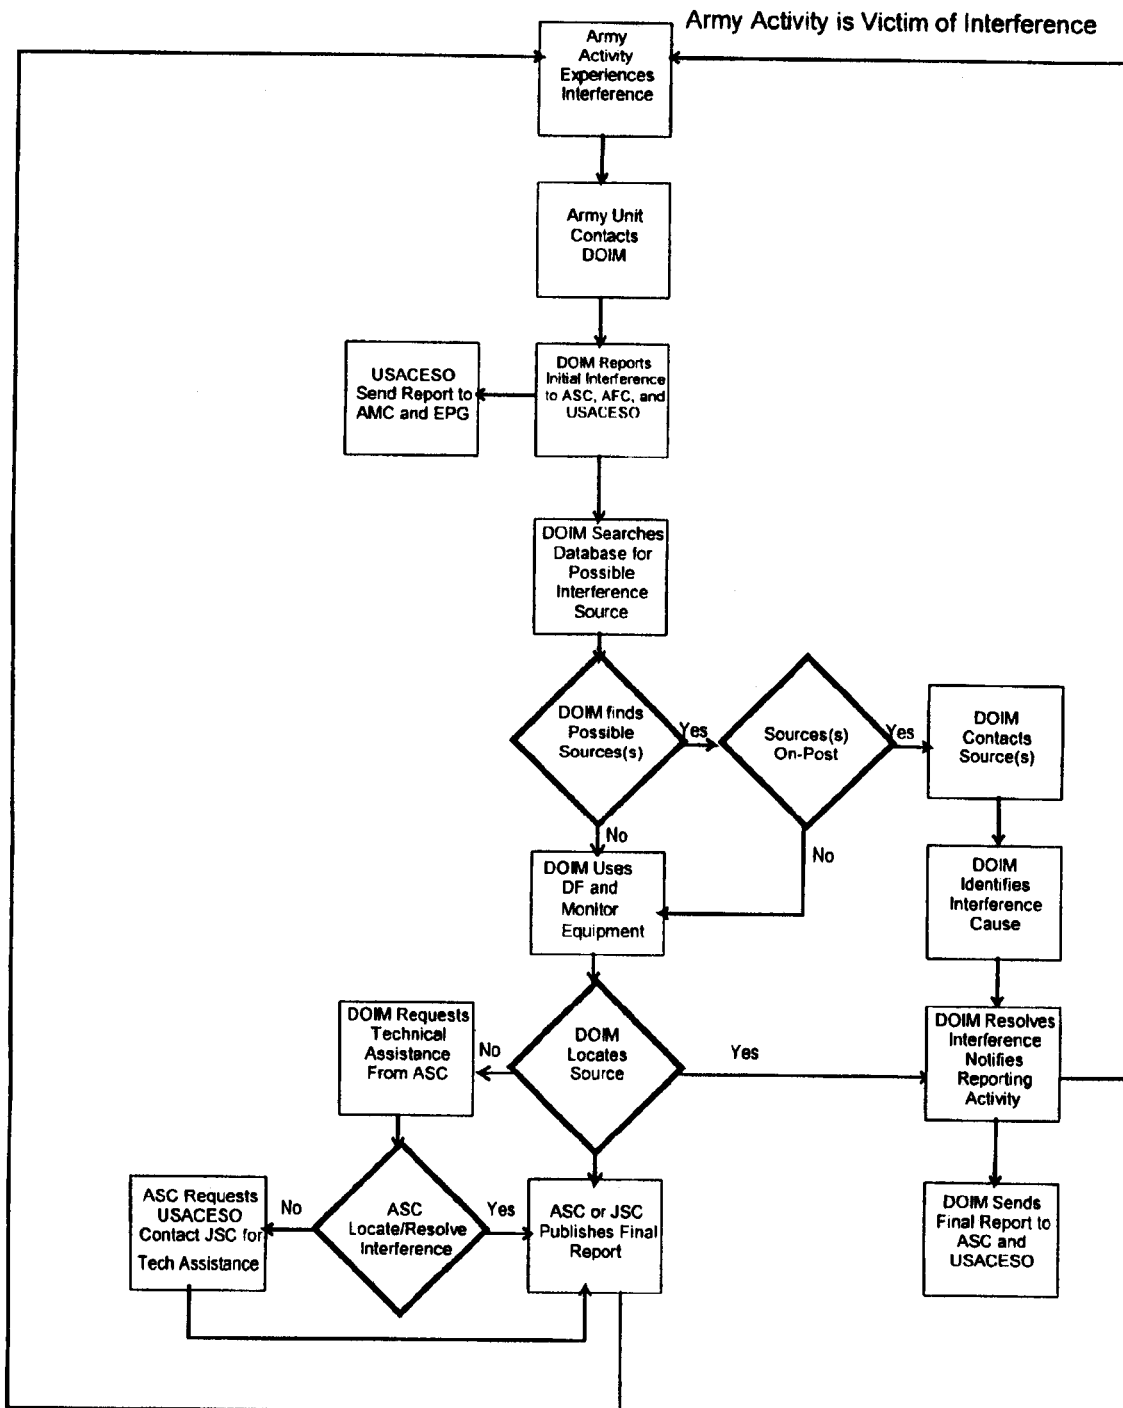 Army Activity is Victim of Interference
Army
Activity
Experiences
Interference
Army Unit
Contacts
DOIM
USACESO
Send Report to
AMC and EPG
DOIM Reports
Initial Interference
to ASC, AFC, and
USACESO
DOIM Searches
Database for
Possible
Interference
Source
DOIM finds
Possible
Sources(s)
Yes
Sources(s)
On-Post
Yes
DOIM
Contacts
Source(s)
No
No
DOIM Uses
DF and
Monitor
Equipment
DOIM
Identifies
Interference
Cause
DOIM Requests
Technical
Assistance
From ASC
No
DOIM
Locates
Source
Yes
DOIM Resolves
Interference
Notifies
Reporting
Activity
ASC Requests
USACESO
Contact JSC for
Tech Assistance
No
ASC
Locate/Resolve
Interference
Yes
ASC or JSC
Publishes Final
Report
DOIM Sends
Final Report to
ASC and
USACESO